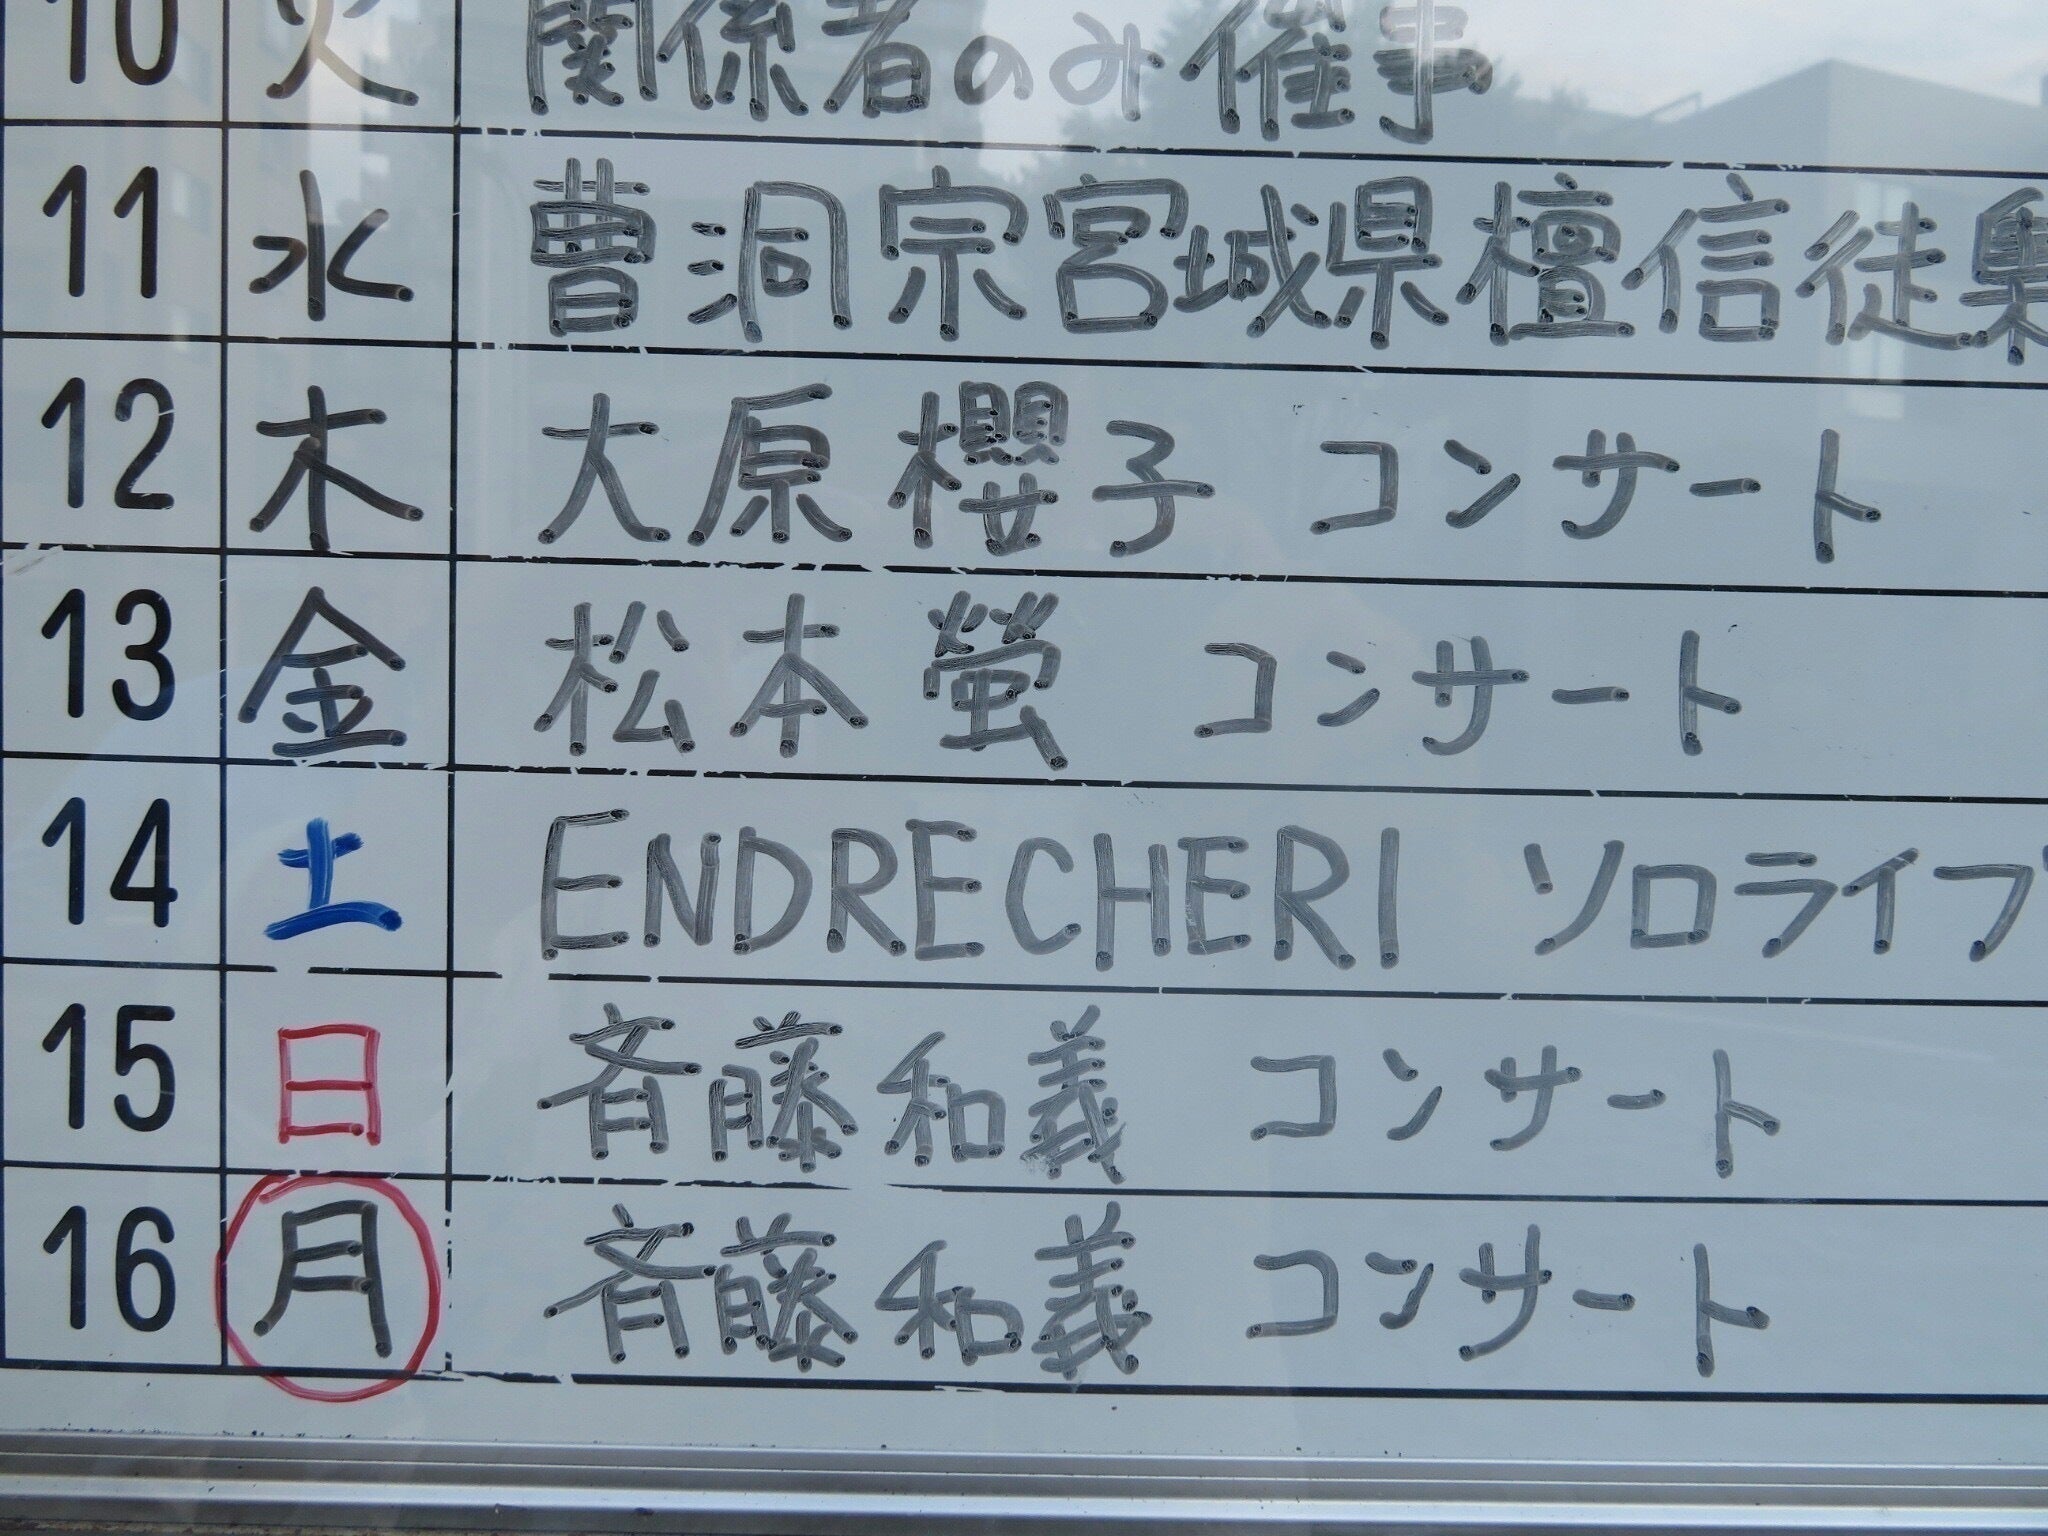 10 火 関係者のみ催事
11 水 曹洞宗宮城県檀信徒集
12 木 大原櫻子 コンサート
13 金 松本螢 コンサート
14 土 ENDRECHERI ソロライブ
15 日 斉藤和義 コンサート
16 月 斉藤和義 コンサート